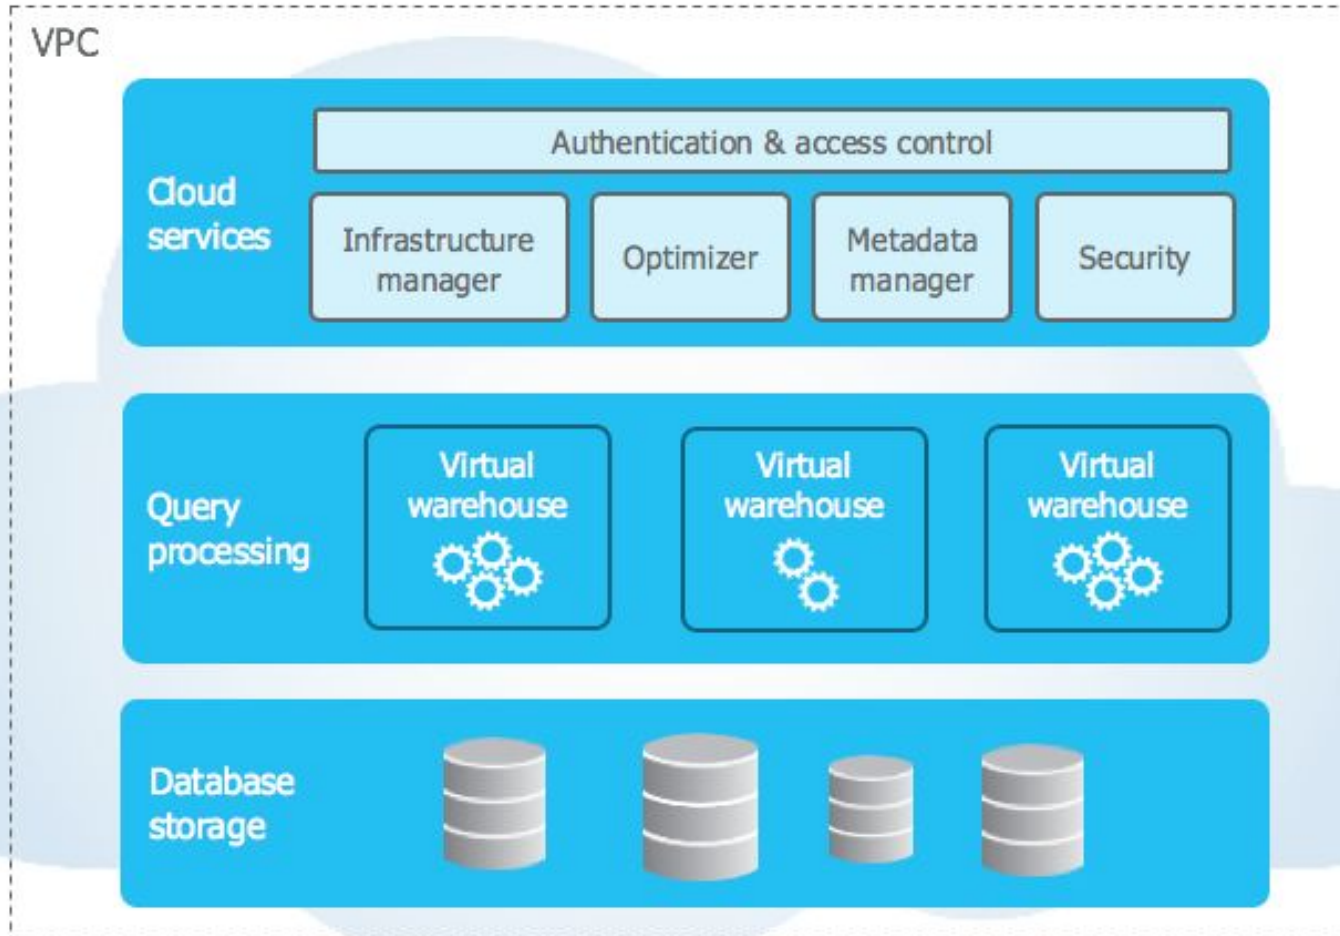 VPC
Authentication & access control
Cloud
services
Infrastructure
manager
Optimizer
Metadata
manager
Security
Query
processing
Virtual
warehouse
Virtual
warehouse
Virtual
warehouse
Database
storage